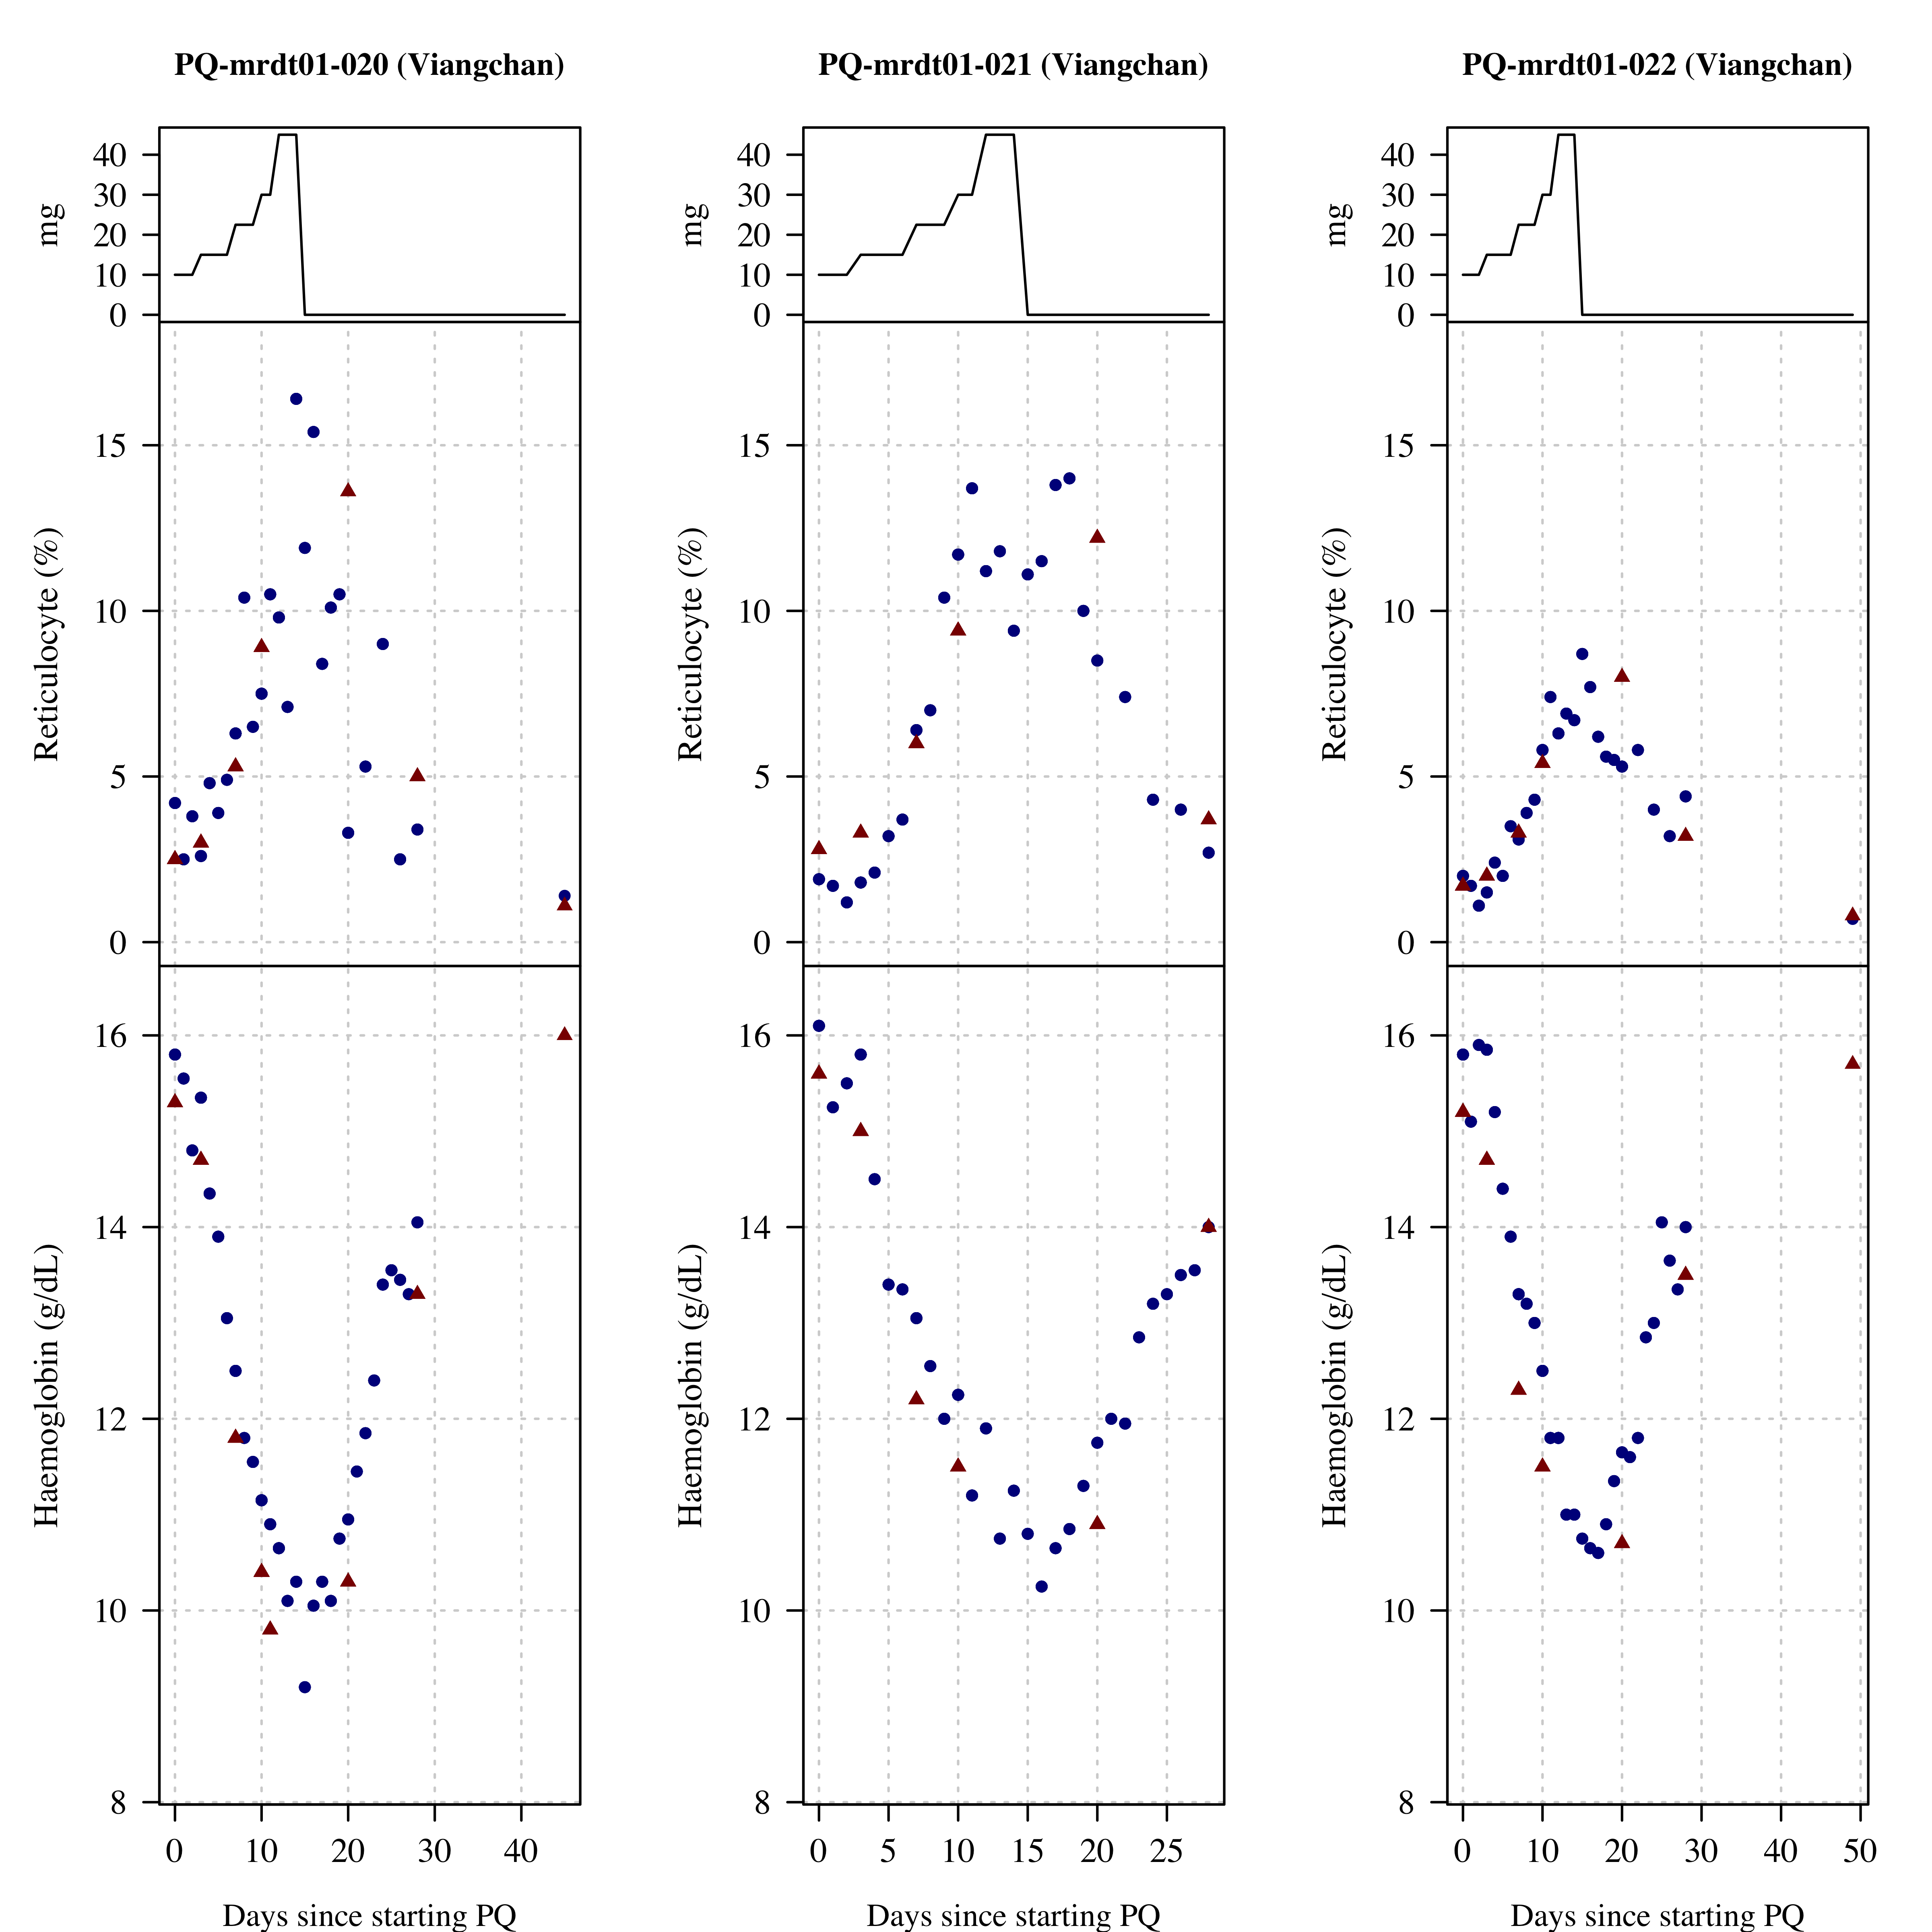 PQ-mrdt01-020 (Viangchan)
mg
40
30
20
10
0
Reticulocyte (%)
15
10
5
0
Haemoglobin (g/dL)
16
14
12
10
8
0 10 20 30 40
Days since starting PQ
PQ-mrdt01-021 (Viangchan)
mg
40
30
20
10
0
Reticulocyte (%)
15
10
5
0
Haemoglobin (g/dL)
16
14
12
10
8
0 5 10 15 20 25
Days since starting PQ
PQ-mrdt01-022 (Viangchan)
mg
40
30
20
10
0
Reticulocyte (%)
15
10
5
0
Haemoglobin (g/dL)
16
14
12
10
8
0 10 20 30 40 50
Days since starting PQ